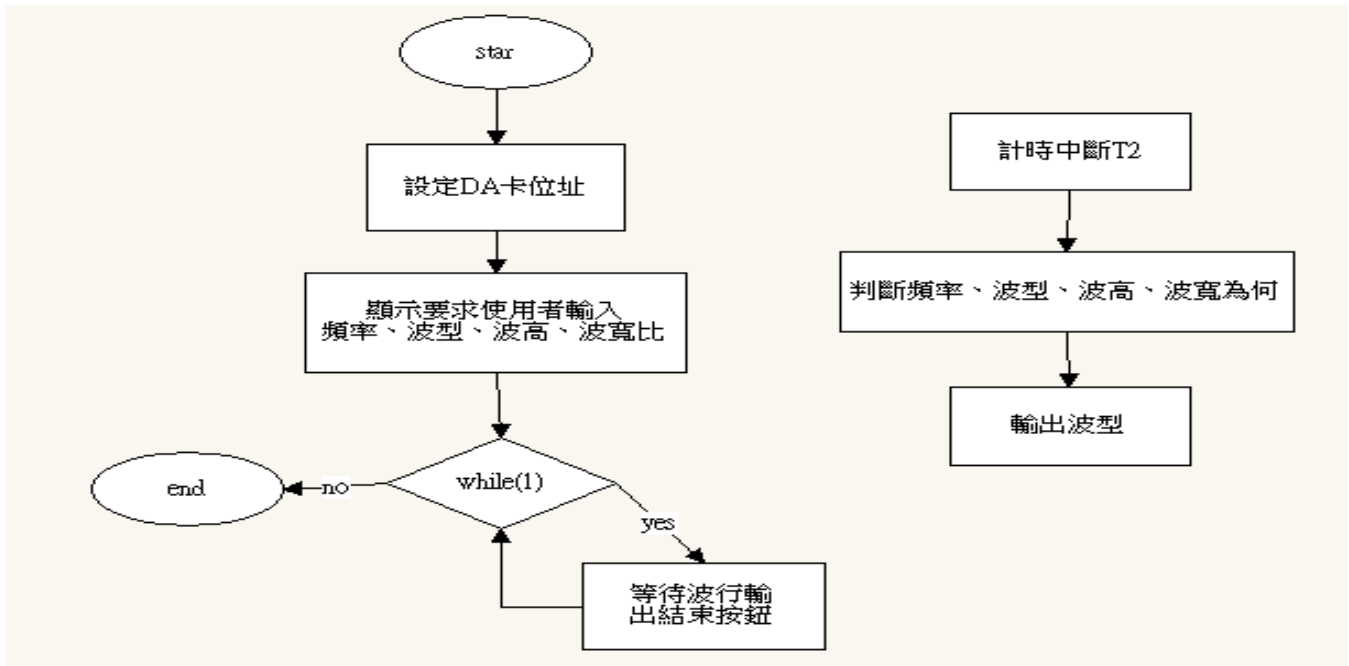 star
設定DA卡位址
顯示要求使用者輸入
頻率、波型、波高、波寬比
while(1)
no
end
yes
等待波行輸
出結束按鈕
計時中斷T2
判斷頻率、波型、波高、波寬為何
輸出波型